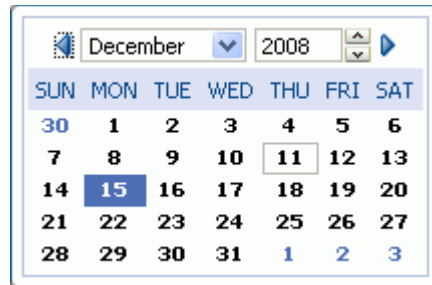 December 2008
SUN MON TUE WED THU FRI SAT
30 1 2 3 4 5 6
7 8 9 10 11 12 13
14 15 16 17 18 19 20
21 22 23 24 25 26 27
28 29 30 31 1 2 3